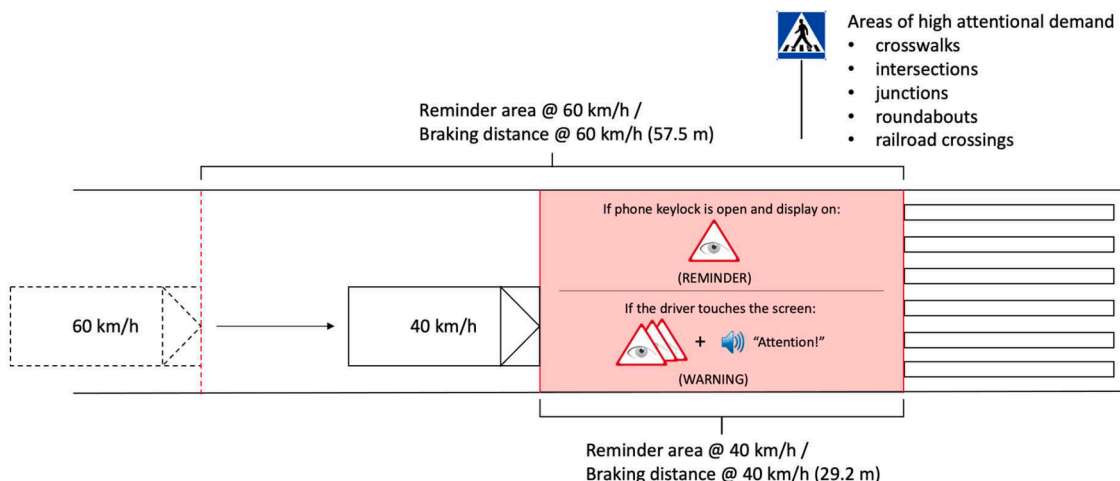 Areas of high attentional demand
• crosswalks
• intersections
• junctions
• roundabouts
• railroad crossings
Reminder area @ 60 km/h /
Braking distance @ 60 km/h (57.5 m)
If phone keylock is open and display on:
(REMINDER)
If the driver touches the screen:
+ "Attention!"
(WARNING)
60 km/h
40 km/h
Reminder area @ 40 km/h /
Braking distance @ 40 km/h (29.2 m)